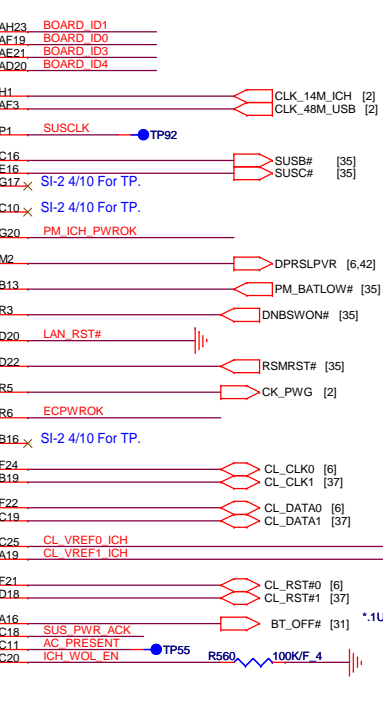 AH23 BOARD_ID1
AF19 BOARD_ID0
AE21 BOARD_ID3
AD20 BOARD_ID4
H1 CLK_14M_ICH [2]
AF3 CLK_48M_USB [2]
P1 SUSCLK TP92
C16 SUSB# [35]
E16 SUSC# [35]
G17 SI-2 4/10 For TP.
C10 SI-2 4/10 For TP.
G20 PM_ICH_PWROK
M2 DPRSLPVR [6,42]
B13 PM_BATLOW# [35]
R3 DNBSWON# [35]
D20 LAN_RST#
D22 RSMRST# [35]
R5 CK_PWG [2]
R6 ECPWROK
B16 SI-2 4/10 For TP.
F24 CL_CLK0 [6]
B19 CL_CLK1 [37]
F22 CL_DATA0 [6]
C19 CL_DATA1 [37]
C25 CL_VREF0_ICH
A19 CL_VREF1_ICH
F21 CL_RST#0 [6]
D18 CL_RST#1 [37]
A16 BT_OFF# [31] *.1U
C18 SUS_PWR_ACK
C11 AC_PRESENT TP55
C20 ICH_WOL_EN R560 100K/F_4